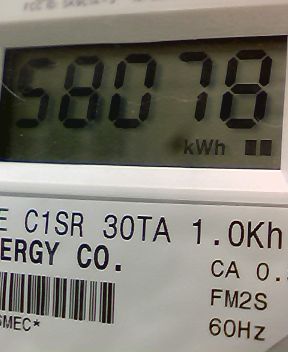 58078
kWh
E C1SR 30TA 1.0Kh
ERGY CO.
CA 0.
FM2S
60Hz
SMEC*